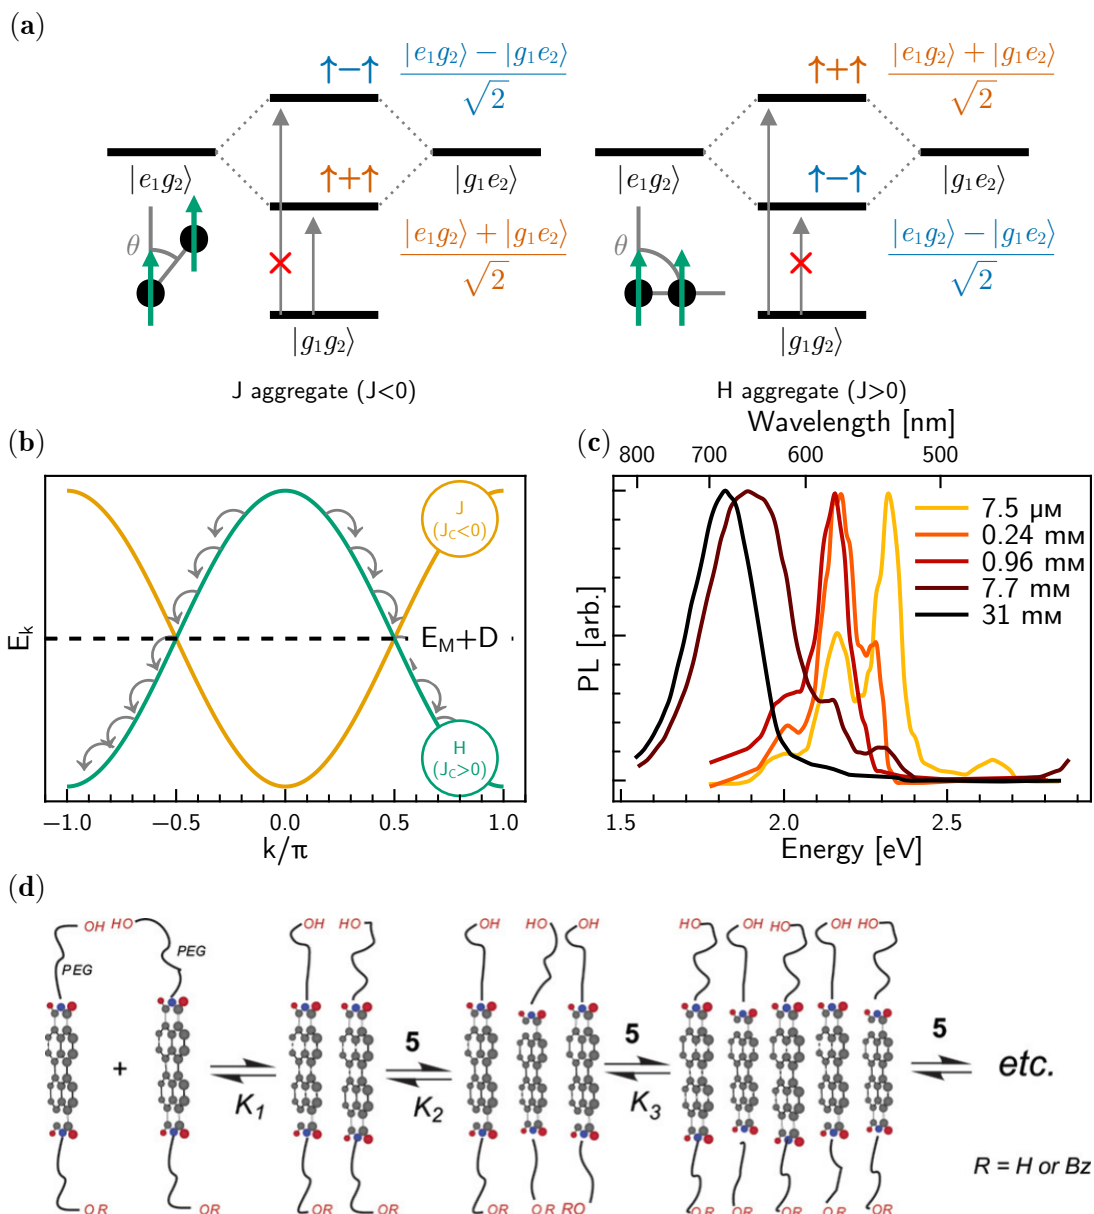 (a)
↑−↑ |e₁g₂⟩ − |g₁e₂⟩ / √2
↑+↑ |e₁g₂⟩ + |g₁e₂⟩ / √2
|e₁g₂⟩ |g₁e₂⟩ |e₁g₂⟩ |g₁e₂⟩
↑+↑ ↑−↑
θ |e₁g₂⟩ + |g₁e₂⟩ / √2
θ |e₁g₂⟩ − |g₁e₂⟩ / √2
|g₁g₂⟩ |g₁g₂⟩
J aggregate (J<0) H aggregate (J>0)
(b)
J
(J_C<0)
E_k
E_M+D
H
(J_C>0)
−1.0 −0.5 0.0 0.5 1.0
k/π
(c)
Wavelength [nm]
800 700 600 500
7.5 μM
0.24 mM
0.96 mM
7.7 mM
31 mM
PL [arb.]
1.5 2.0 2.5
Energy [eV]
(d)
OH HO OH HO OH HO OH HO OH HO OH HO
PEG PEG
+ K₁ 5 K₂ 5 K₃ 5 etc.
R = H or Bz
OR OR OR OR OR OR RO OR OR OR OR OR